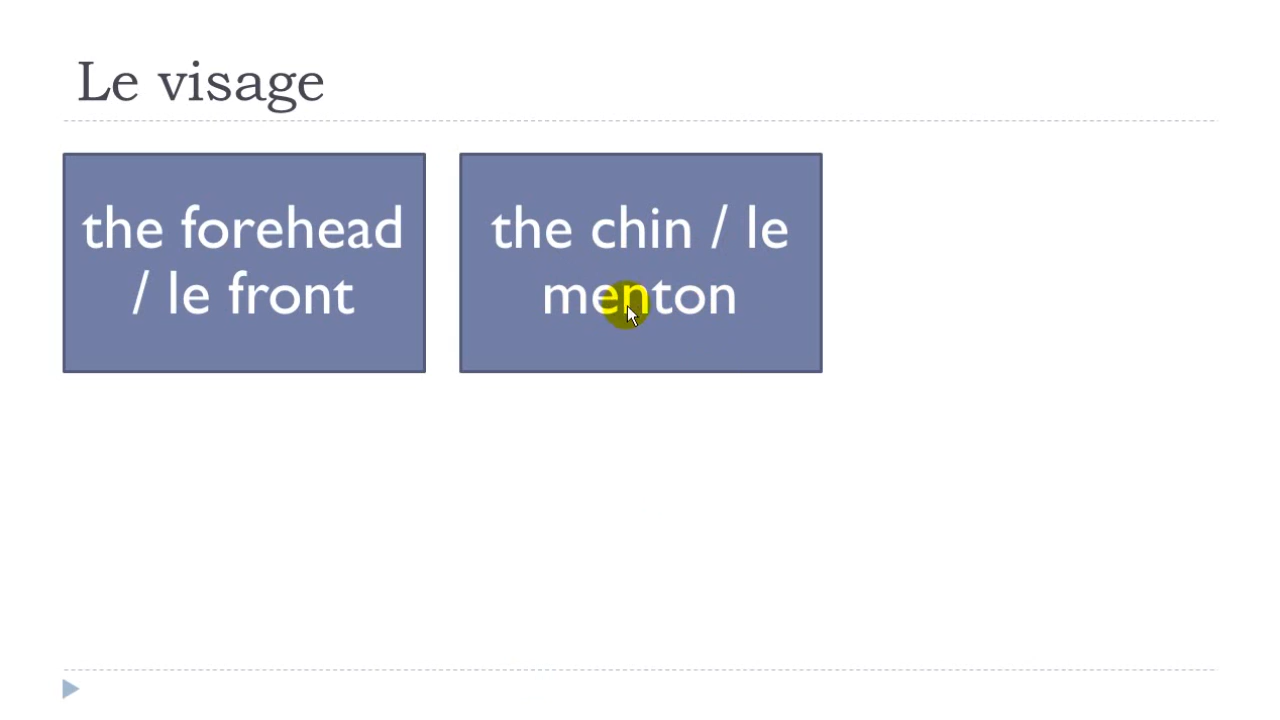 Le visage
the forehead
/ le front
the chin / le
menton